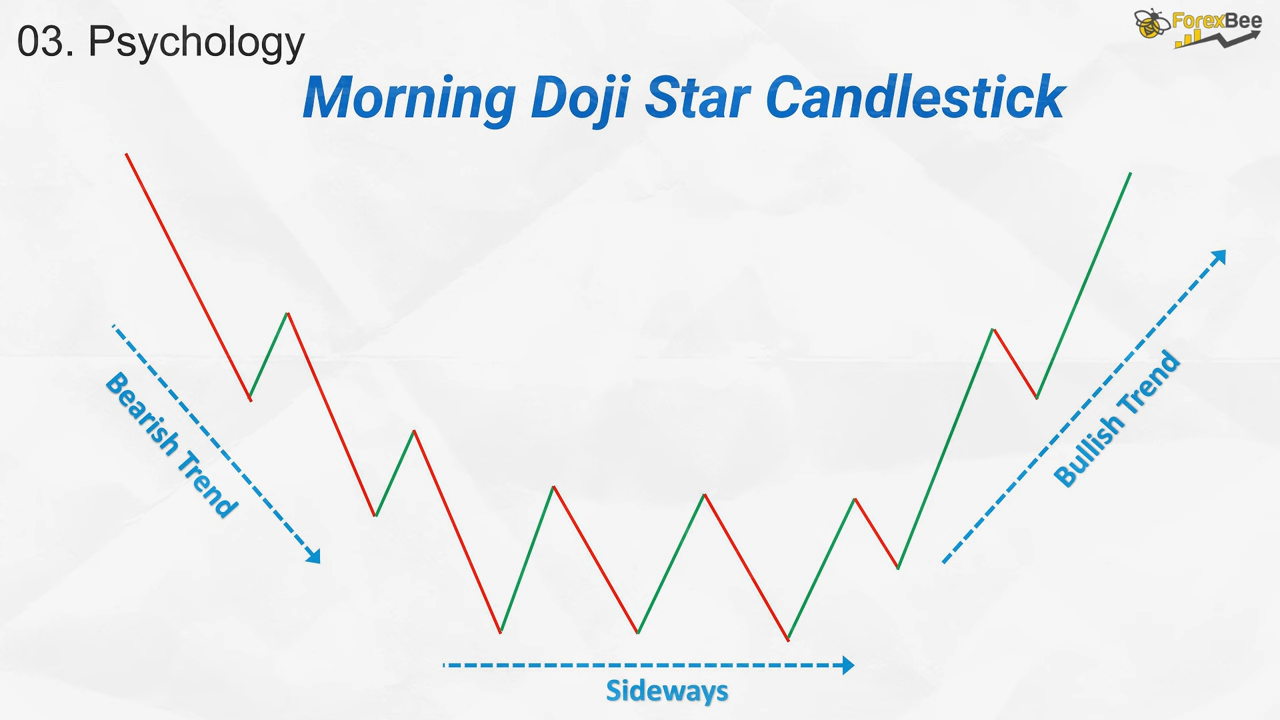 03. Psychology
ForexBee
Morning Doji Star Candlestick
Bearish Trend
Bullish Trend
Sideways